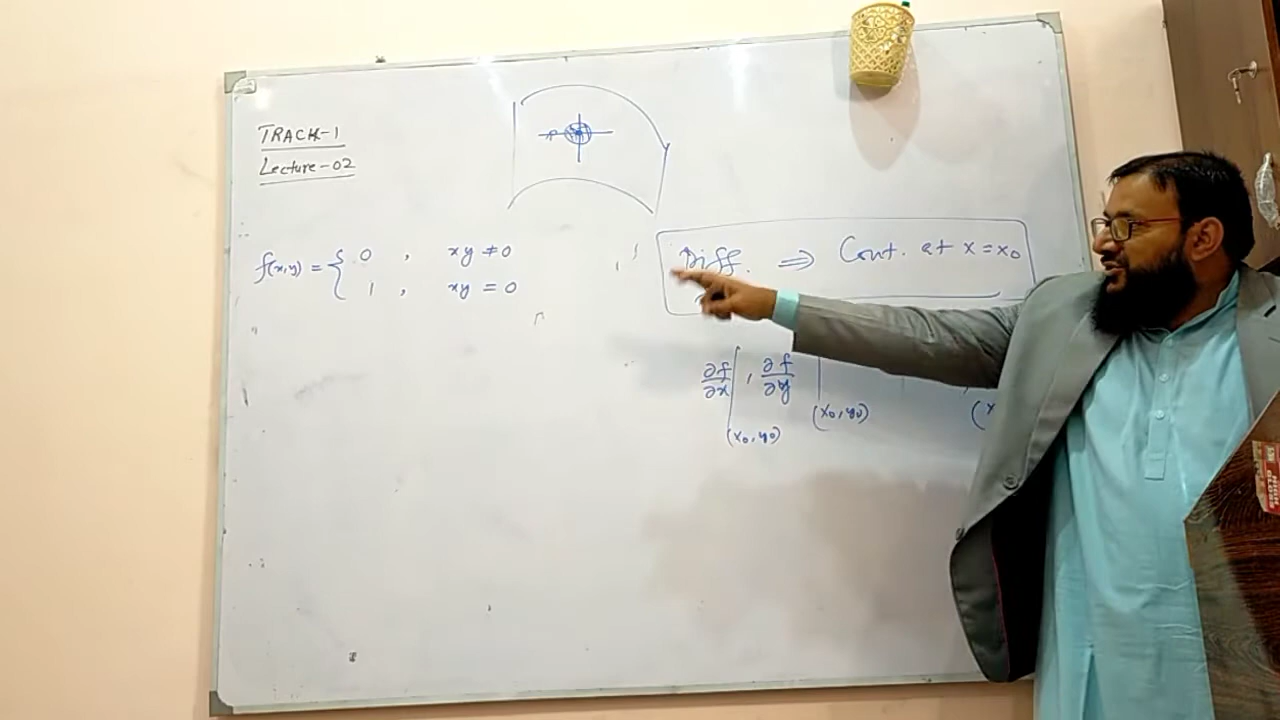 TRACK-1
Lecture-02
f(x,y) = { 0 , xy ≠ 0
1 , xy = 0
Diff. ⇒ Cont. at x = x₀
∂f/∂x |(x₀, y₀) , ∂f/∂y |(x₀, y₀)
(x